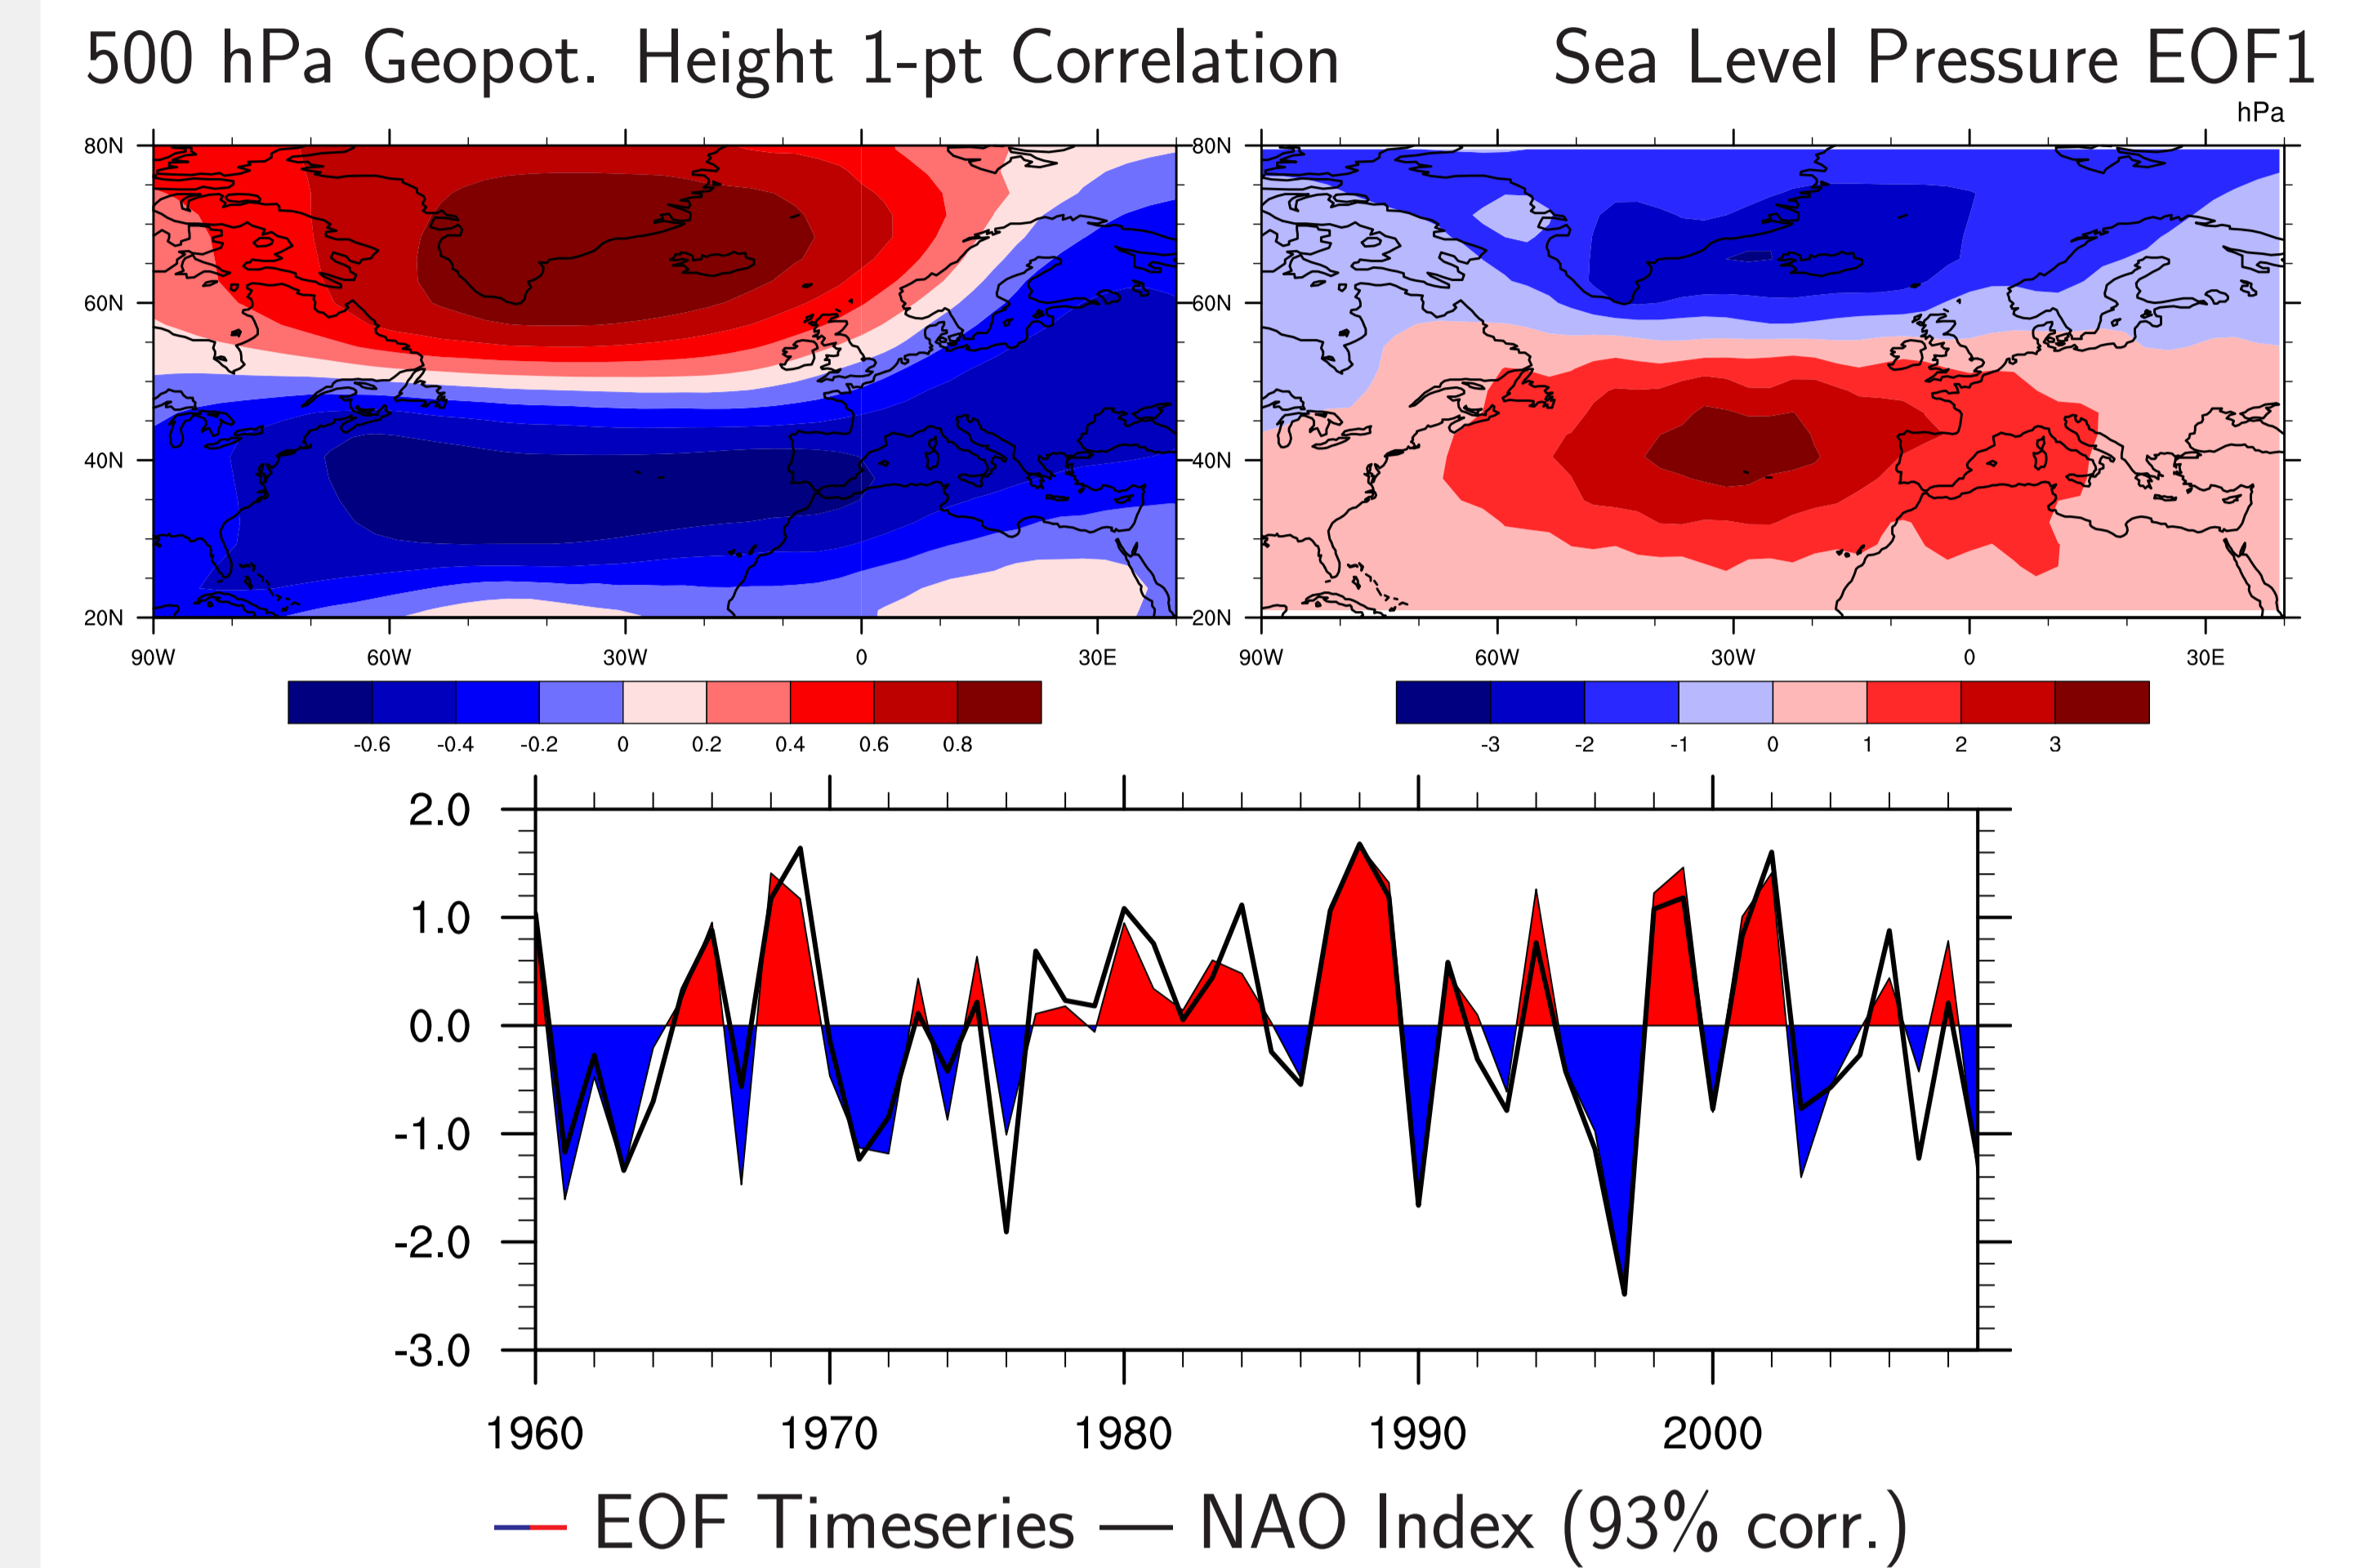 500 hPa Geopot. Height 1-pt Correlation
Sea Level Pressure EOF1
hPa
80N
60N
40N
20N
90W 60W 30W 0 30E
80N
60N
40N
20N
90W 60W 30W 0 30E
-0.6 -0.4 -0.2 0 0.2 0.4 0.6 0.8
-3 -2 -1 0 1 2 3
2.0
1.0
0.0
-1.0
-2.0
-3.0
1960 1970 1980 1990 2000
EOF Timeseries NAO Index (93% corr.)